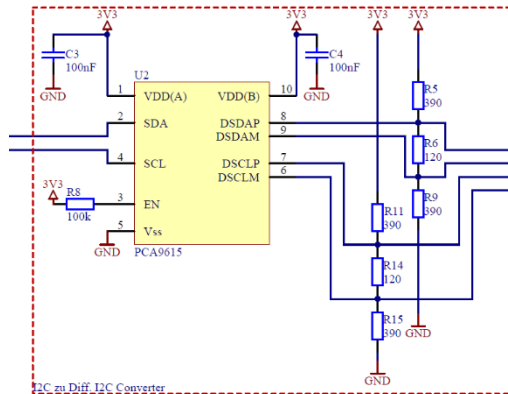 3V3
3V3
3V3
3V3
C3
100nF
GND
U2
C4
100nF
GND
1
VDD(A)
VDD(B)
10
2
SDA
DSDAP
8
DSDAM
9
4
SCL
DSCLP
7
DSCLM
6
3V3
R8
100k
3
EN
5
Vss
GND
PCA9615
R5
390
R6
120
R9
390
R11
390
R14
120
R15
390
GND
GND
I2C zu Diff. I2C Converter